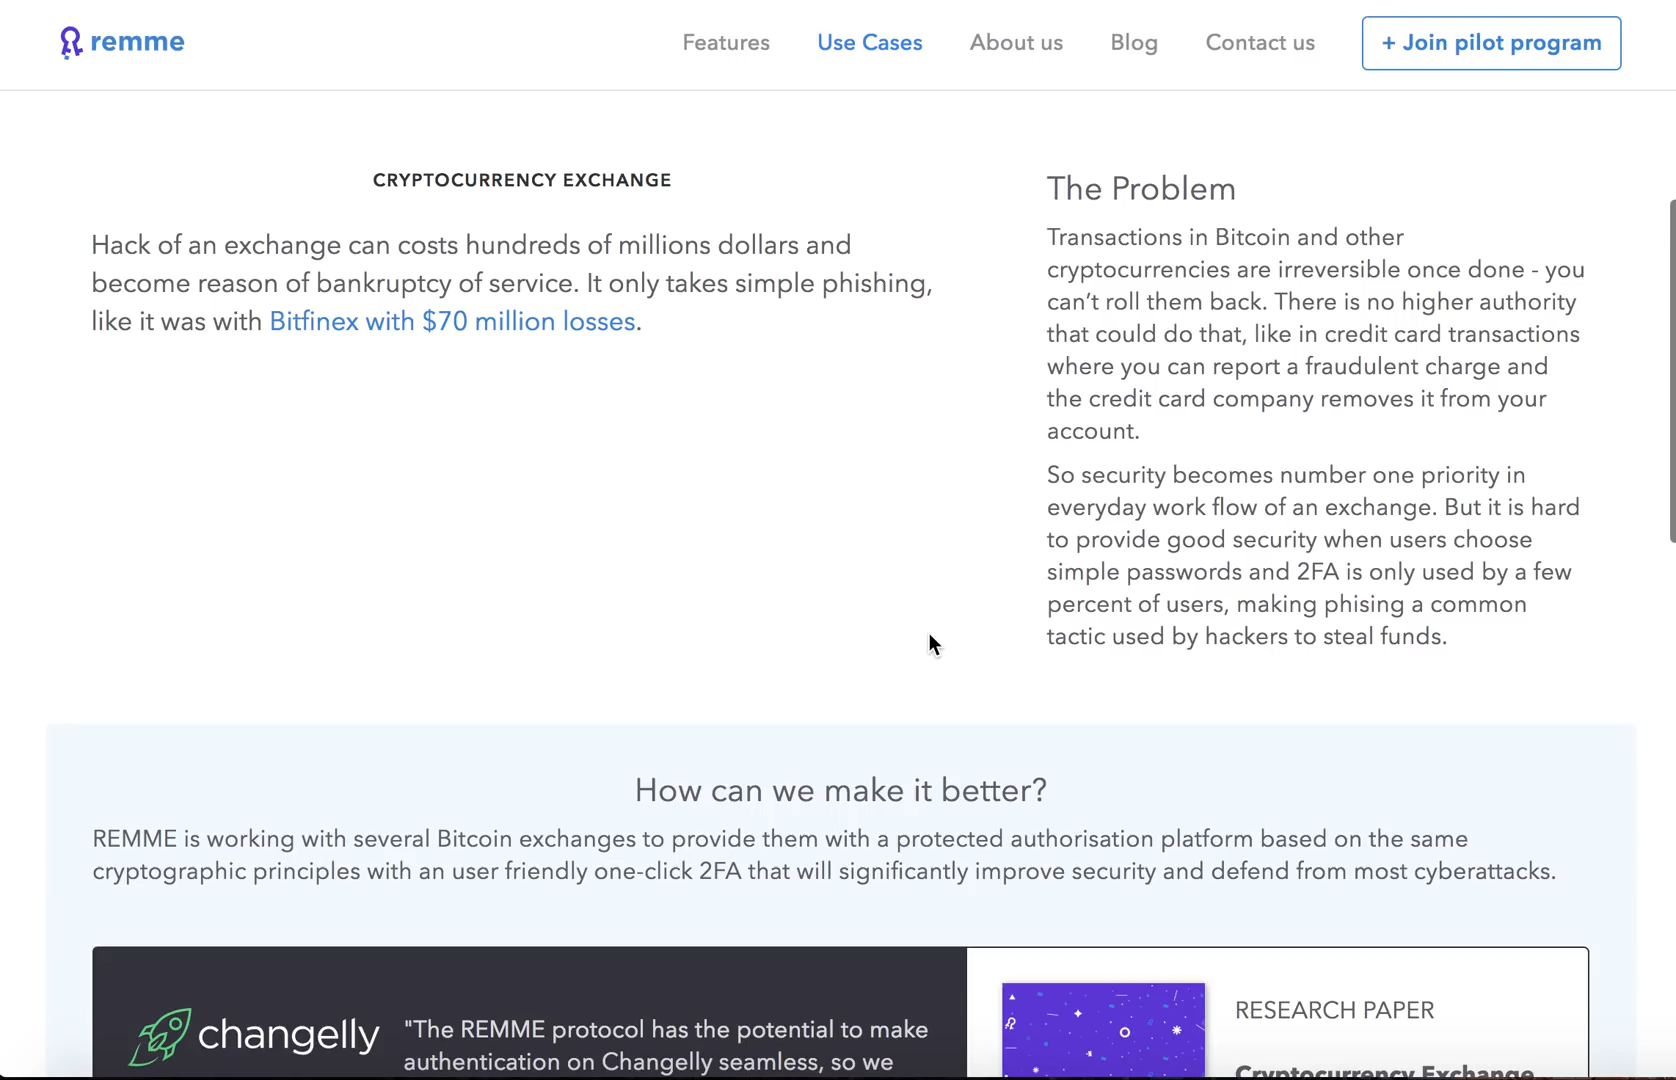 remme
Features
Use Cases
About us
Blog
Contact us
+ Join pilot program
CRYPTOCURRENCY EXCHANGE
Hack of an exchange can costs hundreds of millions dollars and
become reason of bankruptcy of service. It only takes simple phishing,
like it was with Bitfinex with $70 million losses.
The Problem
Transactions in Bitcoin and other
cryptocurrencies are irreversible once done - you
can’t roll them back. There is no higher authority
that could do that, like in credit card transactions
where you can report a fraudulent charge and
the credit card company removes it from your
account.
So security becomes number one priority in
everyday work flow of an exchange. But it is hard
to provide good security when users choose
simple passwords and 2FA is only used by a few
percent of users, making phising a common
tactic used by hackers to steal funds.
How can we make it better?
REMME is working with several Bitcoin exchanges to provide them with a protected authorisation platform based on the same
cryptographic principles with an user friendly one-click 2FA that will significantly improve security and defend from most cyberattacks.
changelly
"The REMME protocol has the potential to make
authentication on Changelly seamless, so we
RESEARCH PAPER
Cryptocurrency Exchange